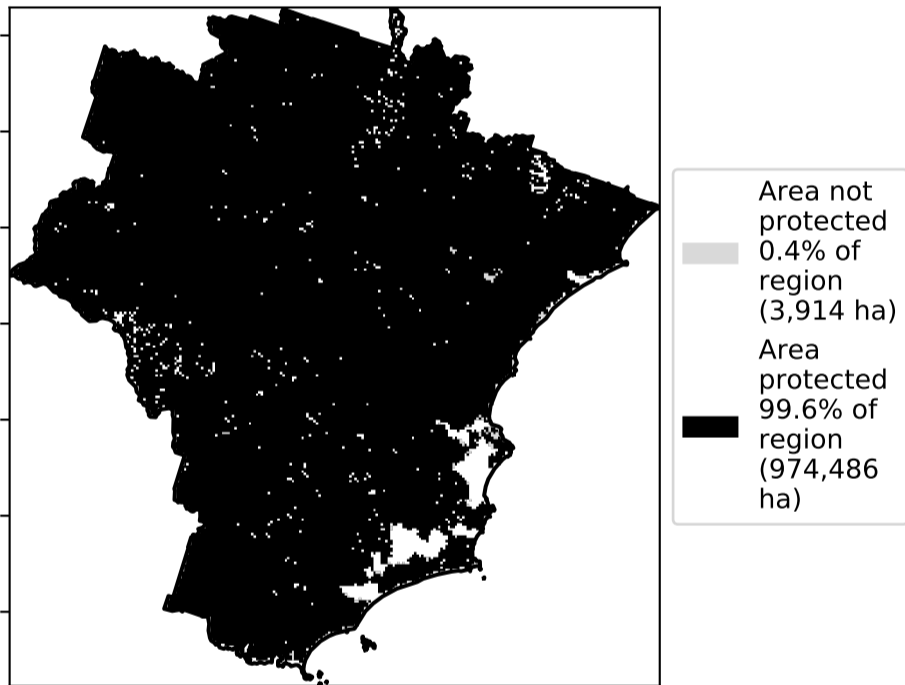 Area not
protected
0.4% of
region
(3,914 ha)
Area
protected
99.6% of
region
(974,486
ha)